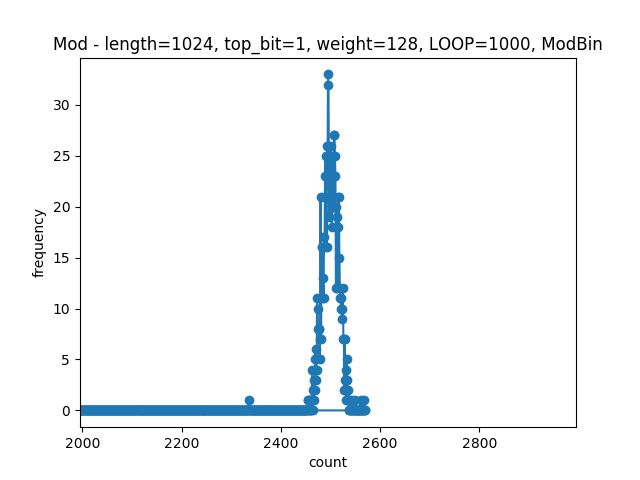 Mod - length=1024, top_bit=1, weight=128, LOOP=1000, ModBin
30
25
20
15
10
5
0
frequency
2000 2200 2400 2600 2800
count